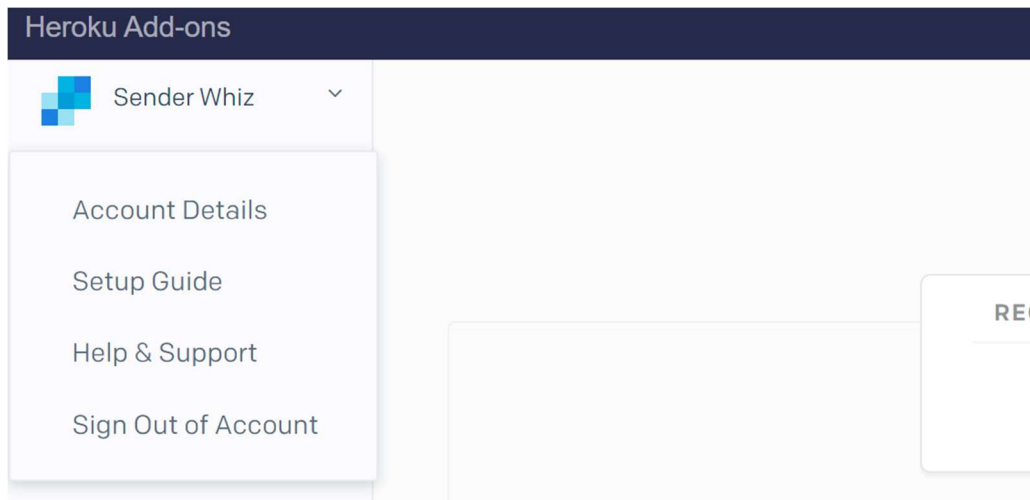 Heroku Add-ons
Sender Whiz
Account Details
Setup Guide
Help & Support
Sign Out of Account